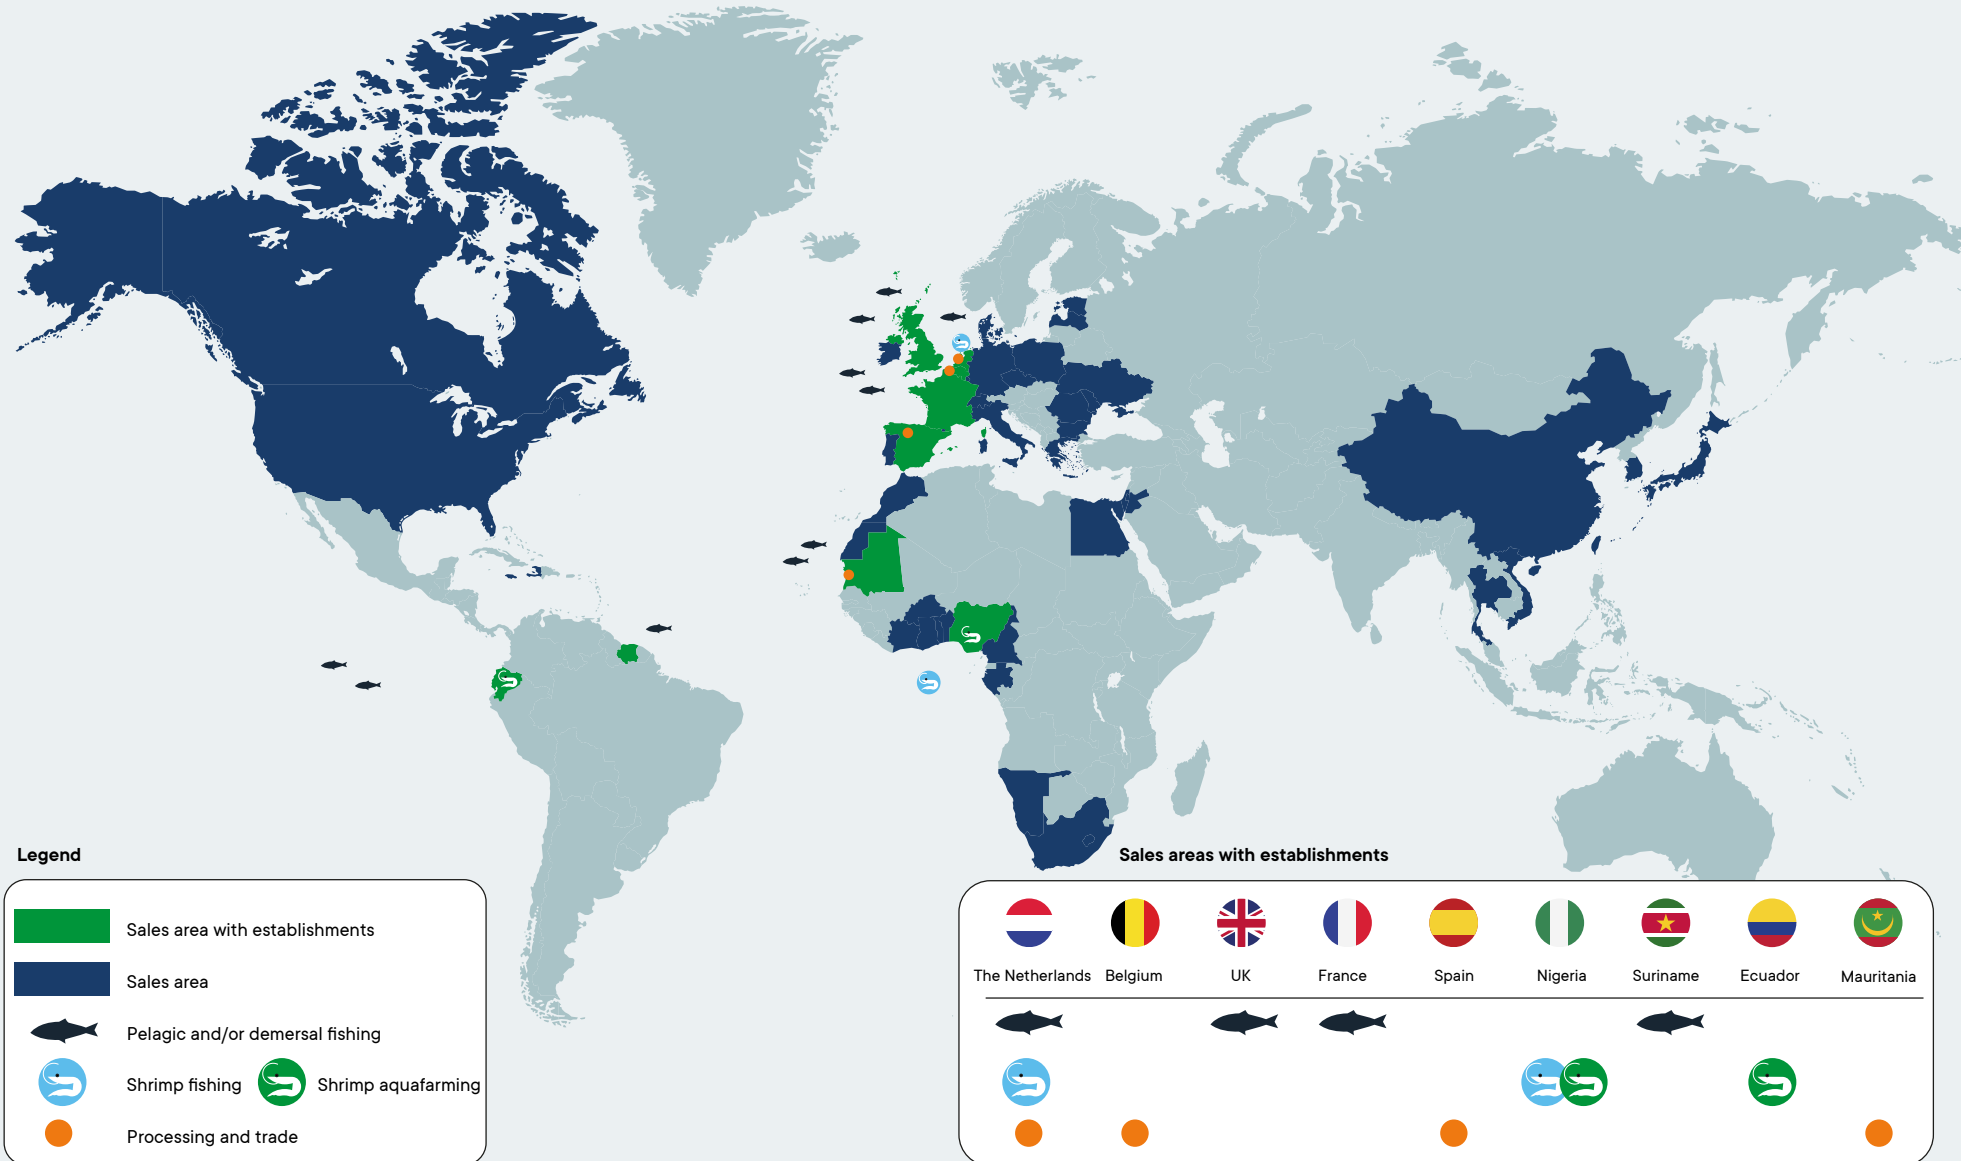 Legend
Sales area with establishments
Sales area
Pelagic and/or demersal fishing
Shrimp fishing
Shrimp aquafarming
Processing and trade
Sales areas with establishments
The Netherlands
Belgium
UK
France
Spain
Nigeria
Suriname
Ecuador
Mauritania